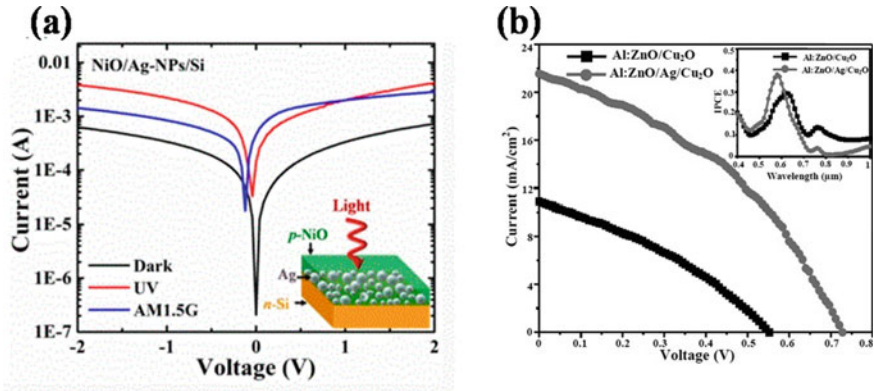 (a)
NiO/Ag-NPs/Si
0.01
1E-3
1E-4
1E-5
1E-6
1E-7
Current (A)
Light
p-NiO
Ag
n-Si
Dark
UV
AM1.5G
-2 -1 0 1 2
Voltage (V)
(b)
24
20
16
12
8
4
0
Current (mA/cm²)
Al:ZnO/Cu₂O
Al:ZnO/Ag/Cu₂O
0.5
0.4
0.3
0.2
0.1
0
IPCE
Al:ZnO/Cu₂O
Al:ZnO/Ag/Cu₂O
0.4 0.5 0.6 0.7 0.8 0.9 1
Wavelength (µm)
0 0.1 0.2 0.3 0.4 0.5 0.6 0.7 0.8
Voltage (V)